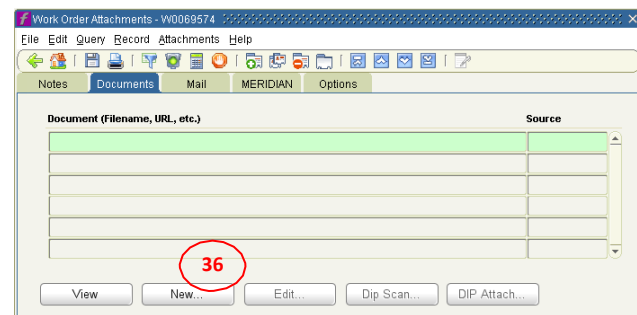 Work Order Attachments - W0069574
File Edit Query Record Attachments Help
Notes Documents Mail MERIDIAN Options
Document (Filename, URL, etc.) Source
36
View New... Edit... Dip Scan... DIP Attach...